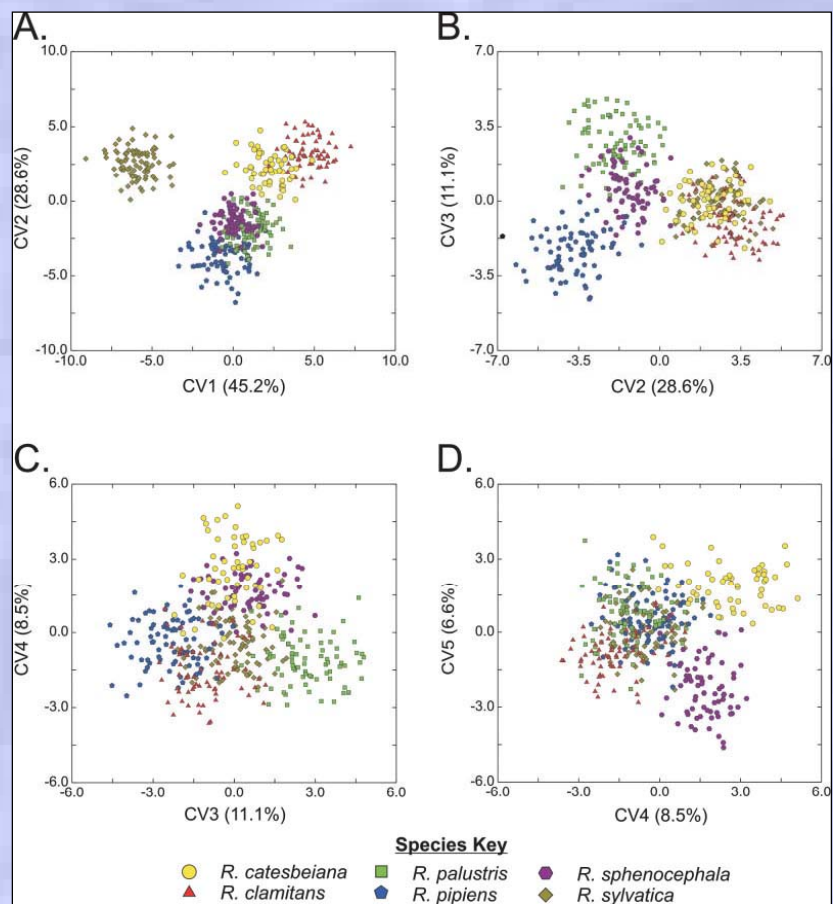 A.
10.0
5.0
0.0
-5.0
-10.0
CV2 (28.6%)
-10.0 -5.0 0.0 5.0 10.0
CV1 (45.2%)
B.
7.0
3.5
0.0
-3.5
-7.0
CV3 (11.1%)
-7.0 -3.5 0.0 3.5 7.0
CV2 (28.6%)
C.
6.0
3.0
0.0
-3.0
-6.0
CV4 (8.5%)
-6.0 -3.0 0.0 3.0 6.0
CV3 (11.1%)
D.
6.0
3.0
0.0
-3.0
-6.0
CV5 (6.6%)
-6.0 -3.0 0.0 3.0 6.0
CV4 (8.5%)
Species Key
R. catesbeiana R. palustris R. sphenocephala
R. clamitans R. pipiens R. sylvatica